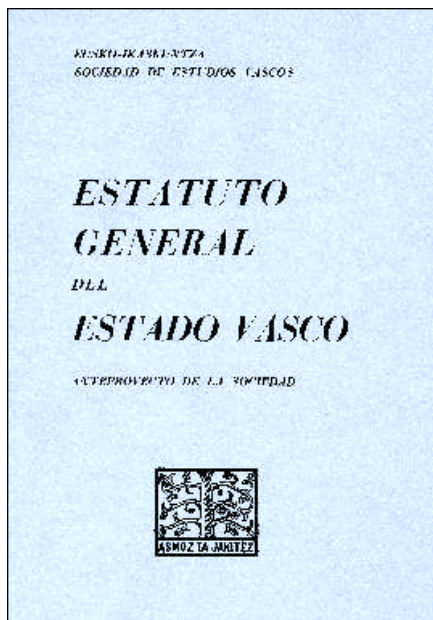 EUSKO-IKASKUNTZA
SOCIEDAD DE ESTUDIOS VASCOS
ESTATUTO
GENERAL
DEL
ESTADO VASCO
ANTEPROYECTO DE LA SOCIEDAD
ASMOZ TA JAKITEZ